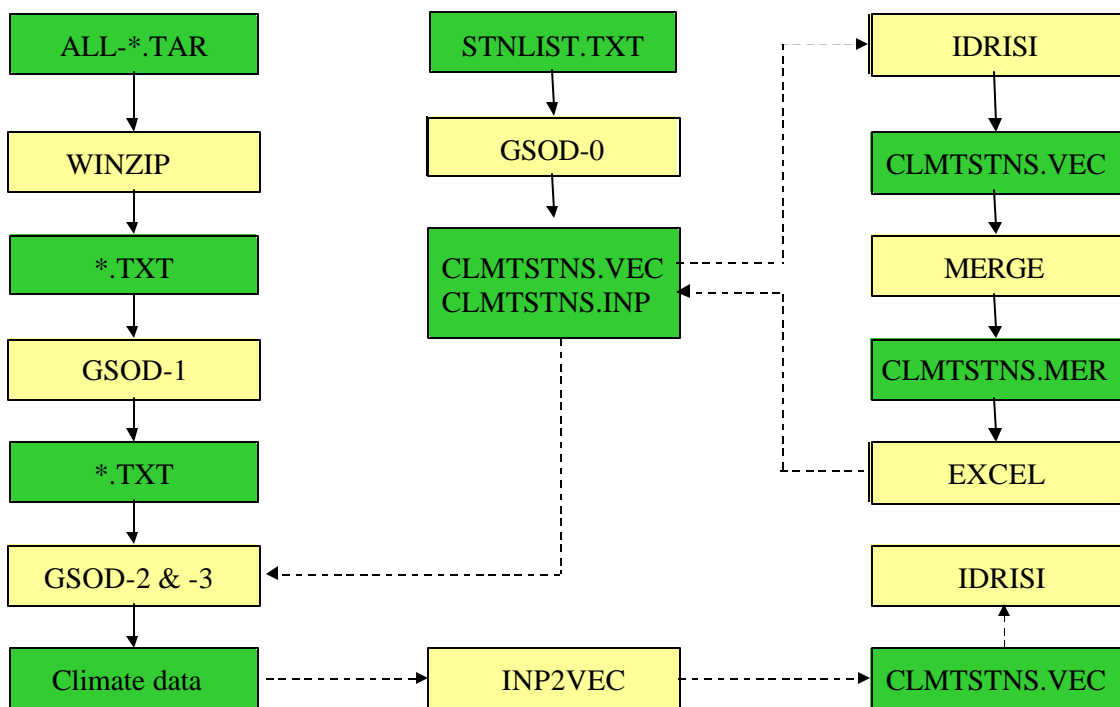 ALL-*.TAR
WINZIP
*.TXT
GSOD-1
*.TXT
GSOD-2 & -3
Climate data
STNLIST.TXT
GSOD-0
CLMTSTNS.VEC
CLMTSTNS.INP
INP2VEC
IDRISI
CLMTSTNS.VEC
MERGE
CLMTSTNS.MER
EXCEL
IDRISI
CLMTSTNS.VEC